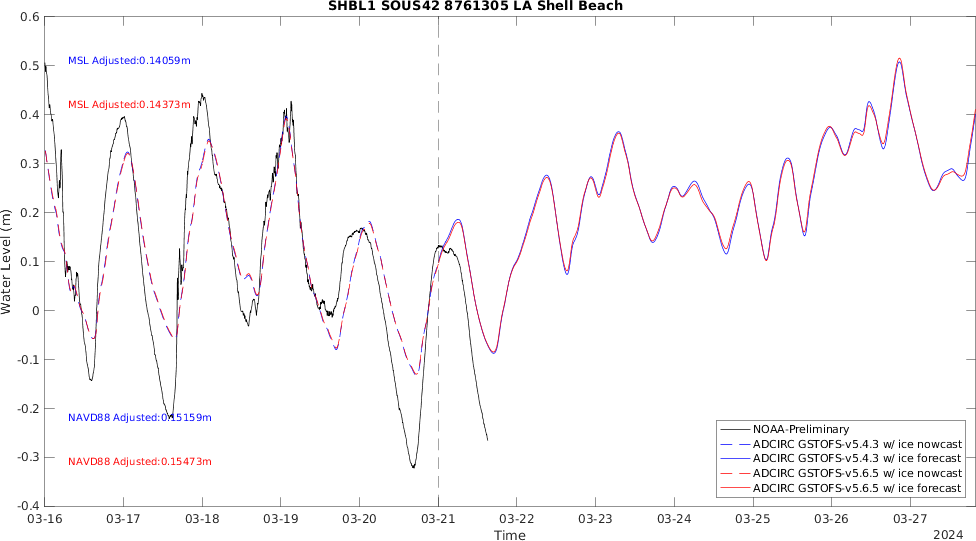 SHBL1 SOUS42 8761305 LA Shell Beach
0.6
0.5
0.4
0.3
0.2
0.1
0
-0.1
-0.2
-0.3
-0.4
Water Level (m)
MSL Adjusted:0.14059m
MSL Adjusted:0.14373m
NAVD88 Adjusted:0.15159m
NAVD88 Adjusted:0.15473m
NOAA-Preliminary
ADCIRC GSTOFS-v5.4.3 w/ ice nowcast
ADCIRC GSTOFS-v5.4.3 w/ ice forecast
ADCIRC GSTOFS-v5.6.5 w/ ice nowcast
ADCIRC GSTOFS-v5.6.5 w/ ice forecast
03-16 03-17 03-18 03-19 03-20 03-21 03-22 03-23 03-24 03-25 03-26 03-27
Time
2024